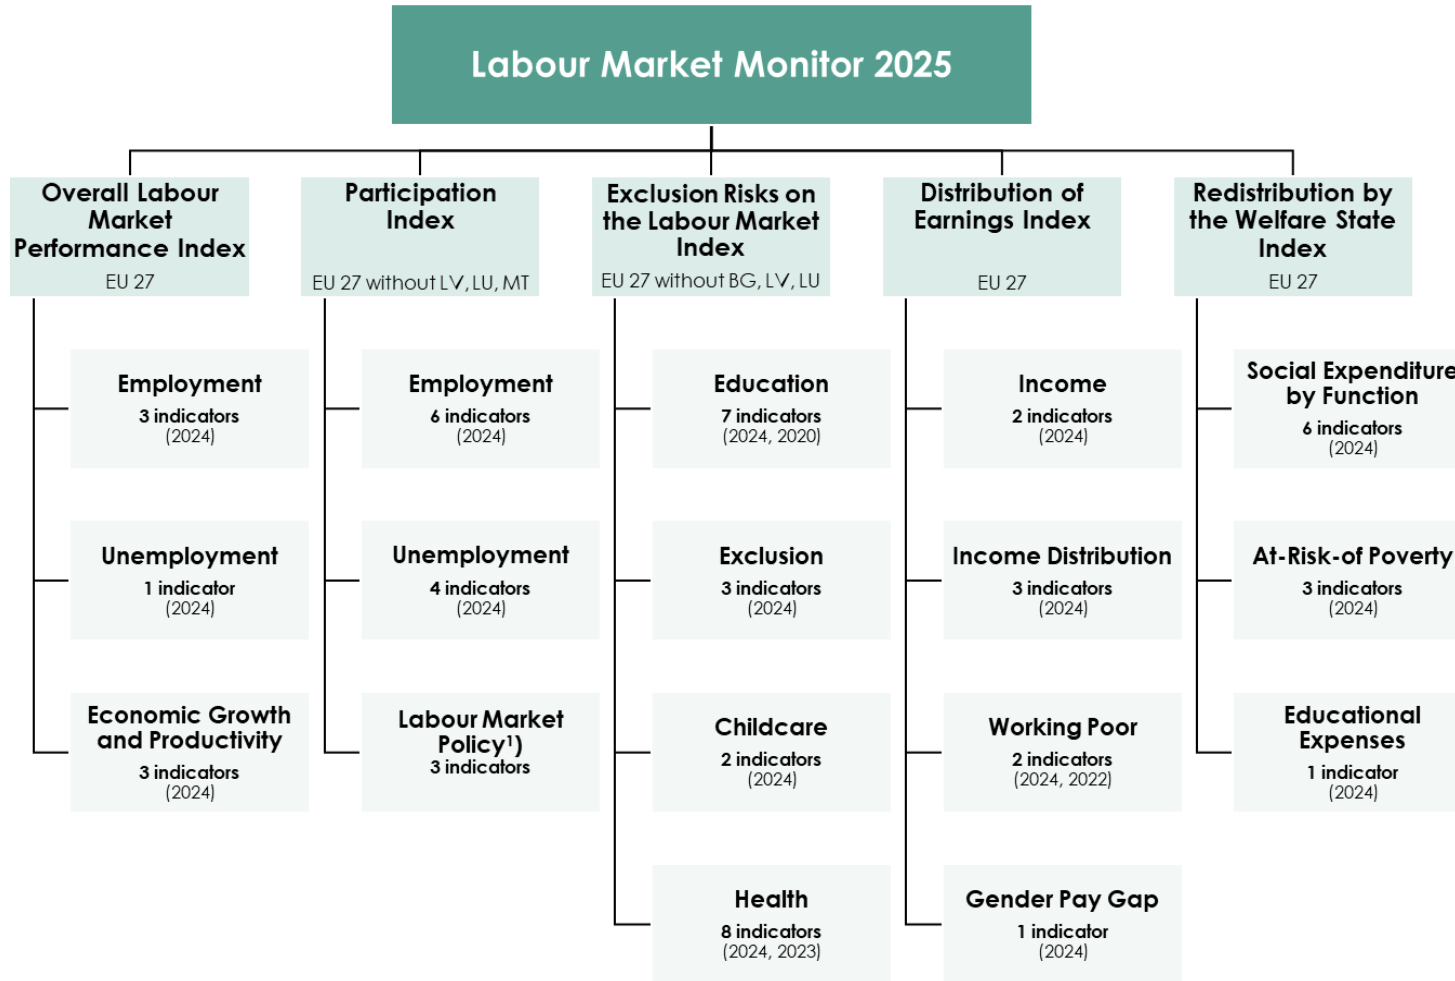 Labour Market Monitor 2025
Overall Labour
Market
Performance Index
EU 27
Participation
Index
EU 27 without LV, LU, MT
Exclusion Risks on
the Labour Market
Index
EU 27 without BG, LV, LU
Distribution of
Earnings Index
EU 27
Redistribution by
the Welfare State
Index
EU 27
Employment
3 indicators
(2024)
Unemployment
1 indicator
(2024)
Economic Growth
and Productivity
3 indicators
(2024)
Employment
6 indicators
(2024)
Unemployment
4 indicators
(2024)
Labour Market
Policy¹)
3 indicators
Education
7 indicators
(2024, 2020)
Exclusion
3 indicators
(2024)
Childcare
2 indicators
(2024)
Health
8 indicators
(2024, 2023)
Income
2 indicators
(2024)
Income Distribution
3 indicators
(2024)
Working Poor
2 indicators
(2024, 2022)
Gender Pay Gap
1 indicator
(2024)
Social Expenditure
by Function
6 indicators
(2024)
At-Risk-of Poverty
3 indicators
(2024)
Educational
Expenses
1 indicator
(2024)